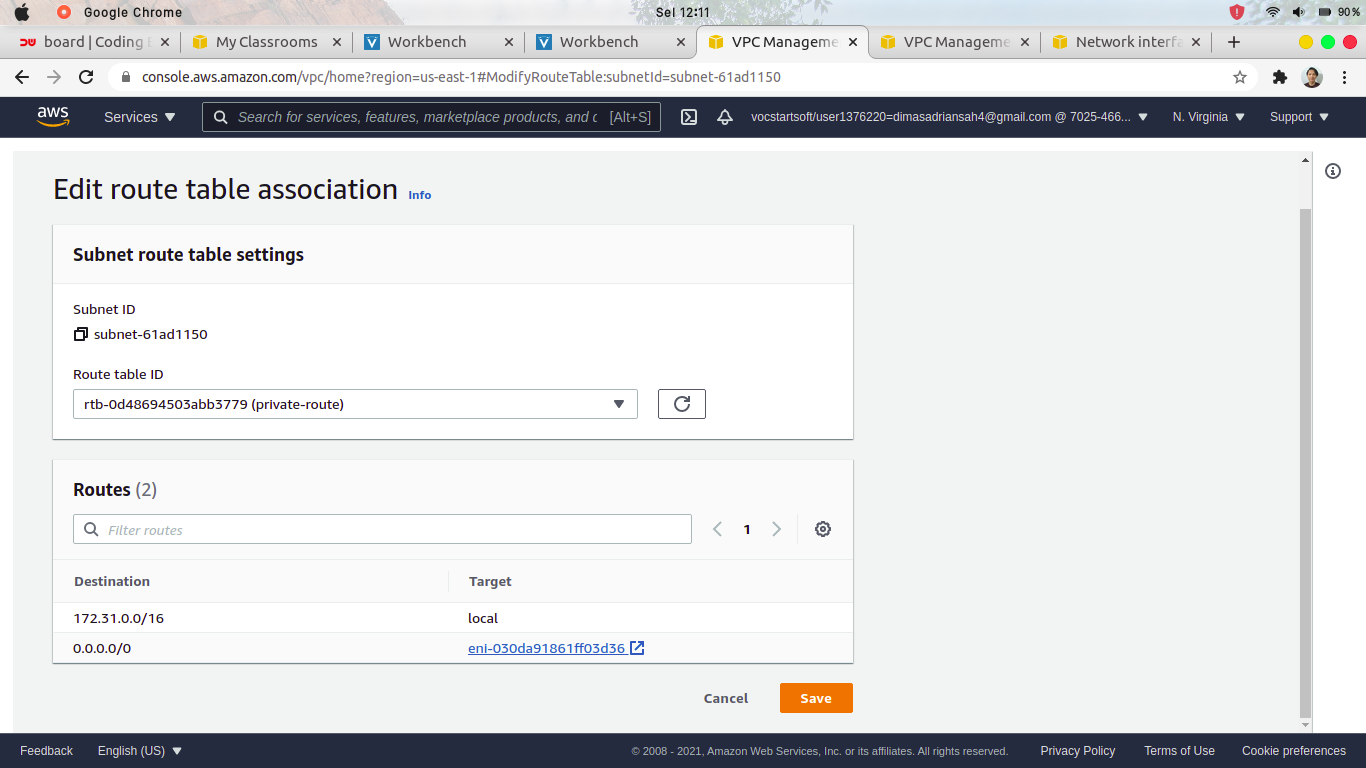 Google Chrome
Sel 12:11
90%
board | Coding
My Classrooms
Workbench
Workbench
VPC Manageme
VPC Manageme
Network interfa
console.aws.amazon.com/vpc/home?region=us-east-1#ModifyRouteTable:subnetId=subnet-61ad1150
aws
Services
Search for services, features, marketplace products, and d
[Alt+S]
vocstartsoft/user1376220=dimasadriansah4@gmail.com @ 7025-466...
N. Virginia
Support
Edit route table association
Info
Subnet route table settings
Subnet ID
subnet-61ad1150
Route table ID
rtb-0d48694503abb3779 (private-route)
Routes (2)
Filter routes
1
Destination
Target
172.31.0.0/16
local
0.0.0.0/0
eni-030da91861ff03d36
Cancel
Save
Feedback
English (US)
© 2008 - 2021, Amazon Web Services, Inc. or its affiliates. All rights reserved.
Privacy Policy
Terms of Use
Cookie preferences